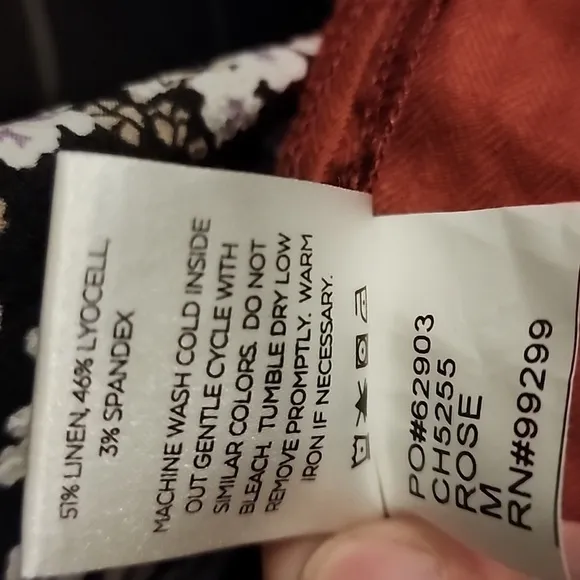 51% LINEN, 46% LYOCELL,
3% SPANDEX
MACHINE WASH COLD INSIDE
OUT GENTLE CYCLE WITH
SIMILAR COLORS. DO NOT
BLEACH. TUMBLE DRY LOW
REMOVE PROMPTLY. WARM
IRON IF NECESSARY.
PO#62903
CH5255
ROSE
M
RN#99299